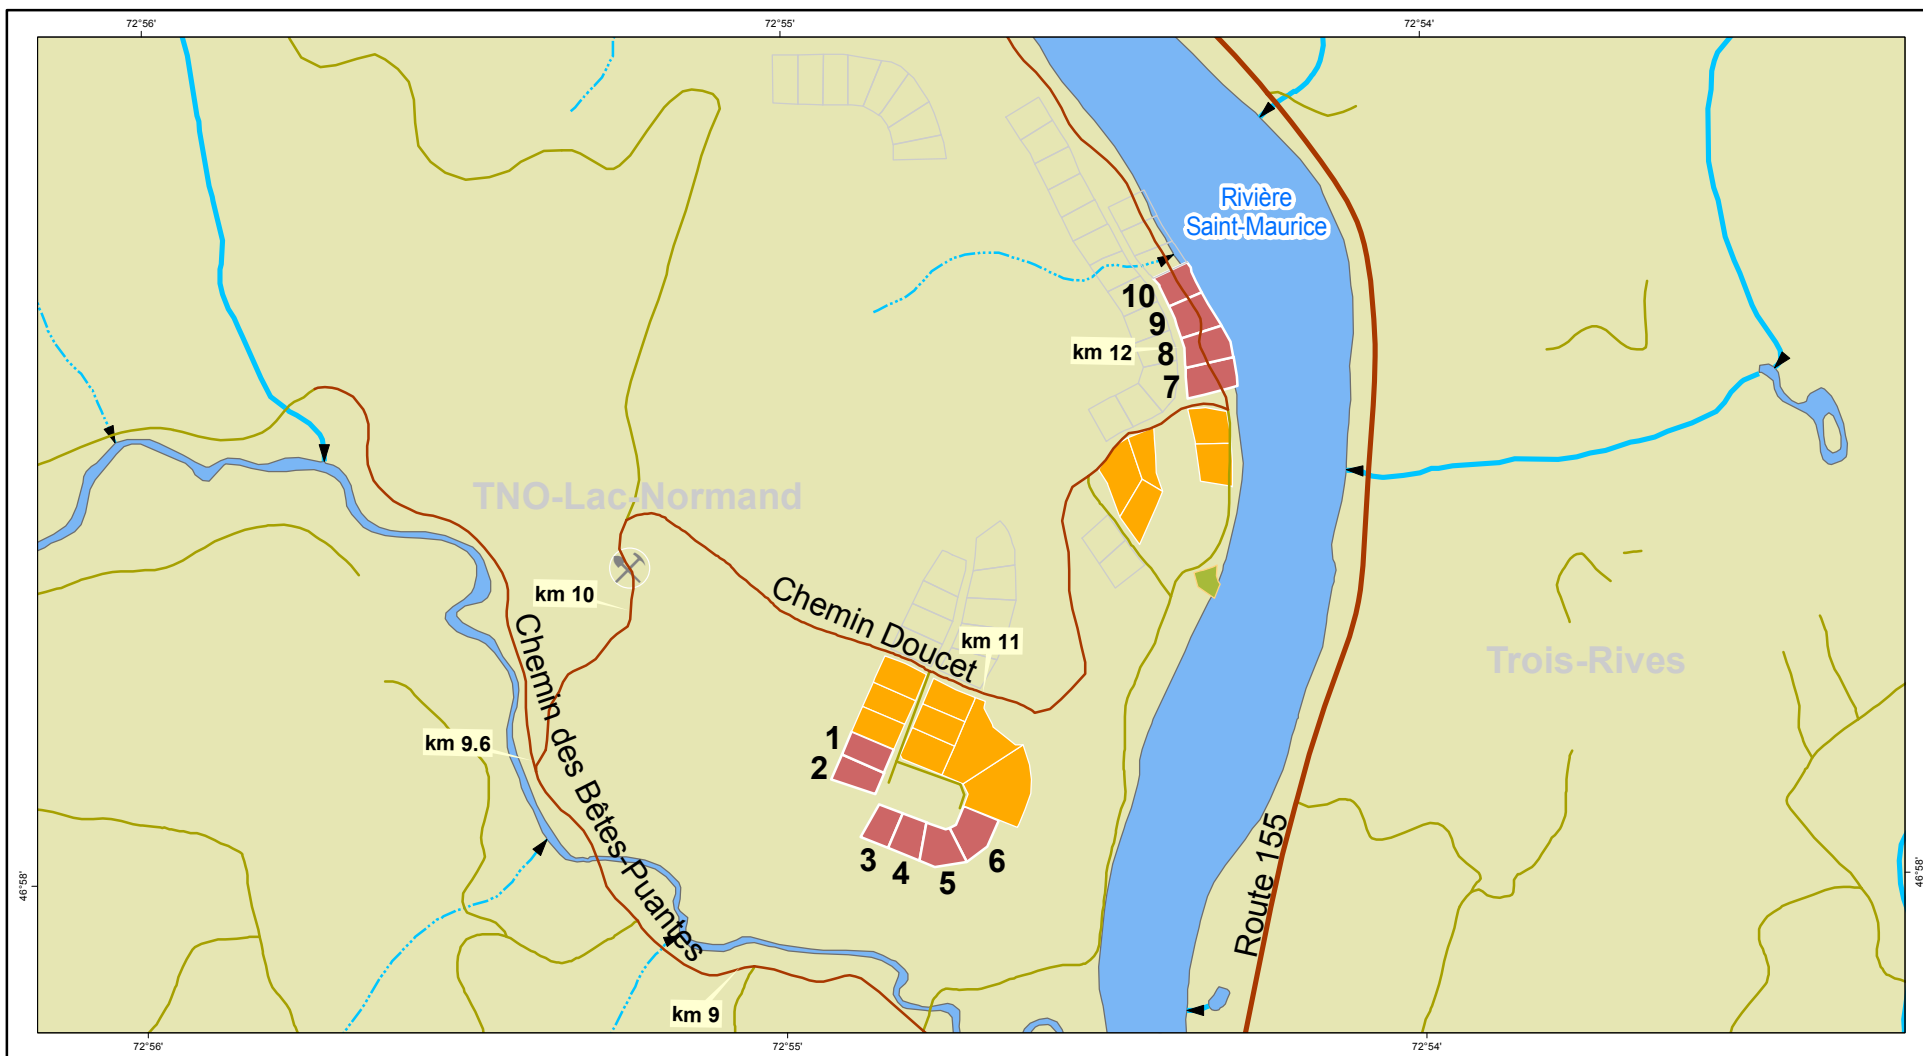 72°56'
72°55'
72°54'
Rivière
Saint-Maurice
10
9
km 12
8
7
TNO-Lac-Normand
km 10
Chemin Doucet
km 11
Chemin des Bêtes-Puantes
Trois-Rives
km 9.6
1
2
3
4
5
6
Route 155
46°58'
46°58'
km 9
72°56'
72°55'
72°54'